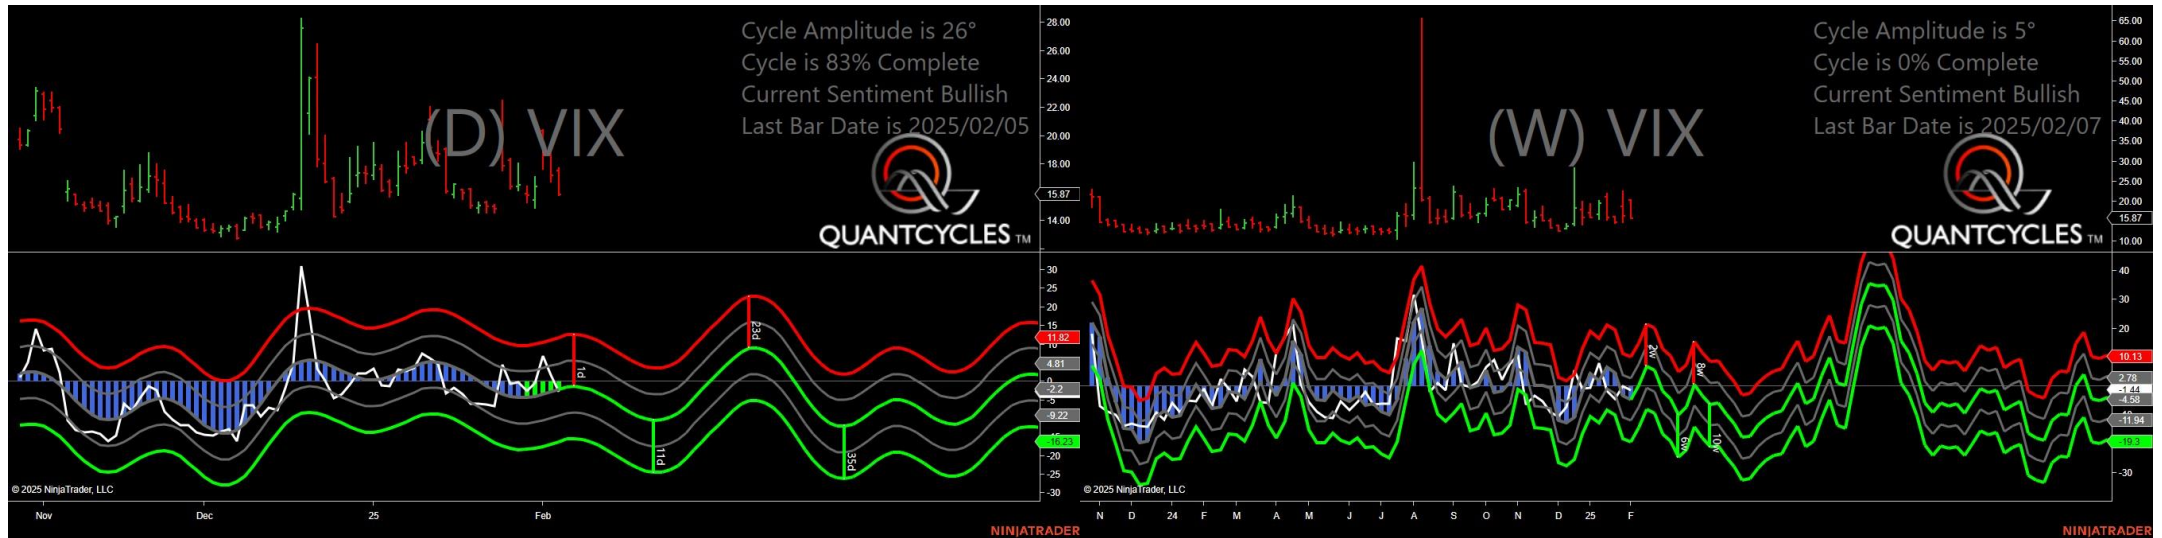 Cycle Amplitude is 26°
Cycle is 83% Complete
Current Sentiment Bullish
Last Bar Date is 2025/02/05
(D) VIX
QUANTCYCLES TM
28.00
26.00
24.00
22.00
20.00
18.00
15.87
14.00
30
25
20
15
11.82
10
4.81
0
-2.2
-5
-9.22
-16.23
-20
-25
-30
1d
11d
23d
35d
© 2025 NinjaTrader, LLC
Nov
Dec
25
Feb
NINJATRADER
Cycle Amplitude is 5°
Cycle is 0% Complete
Current Sentiment Bullish
Last Bar Date is 2025/02/07
(W) VIX
QUANTCYCLES TM
65.00
60.00
55.00
50.00
45.00
40.00
35.00
30.00
25.00
20.00
15.87
10.00
40
30
20
10.13
2.78
-1.44
-4.58
-11.94
-19.3
-30
2w
8w
6w
10w
© 2025 NinjaTrader, LLC
N D 24 F M A M J J A S O N D 25 F
NINJATRADER